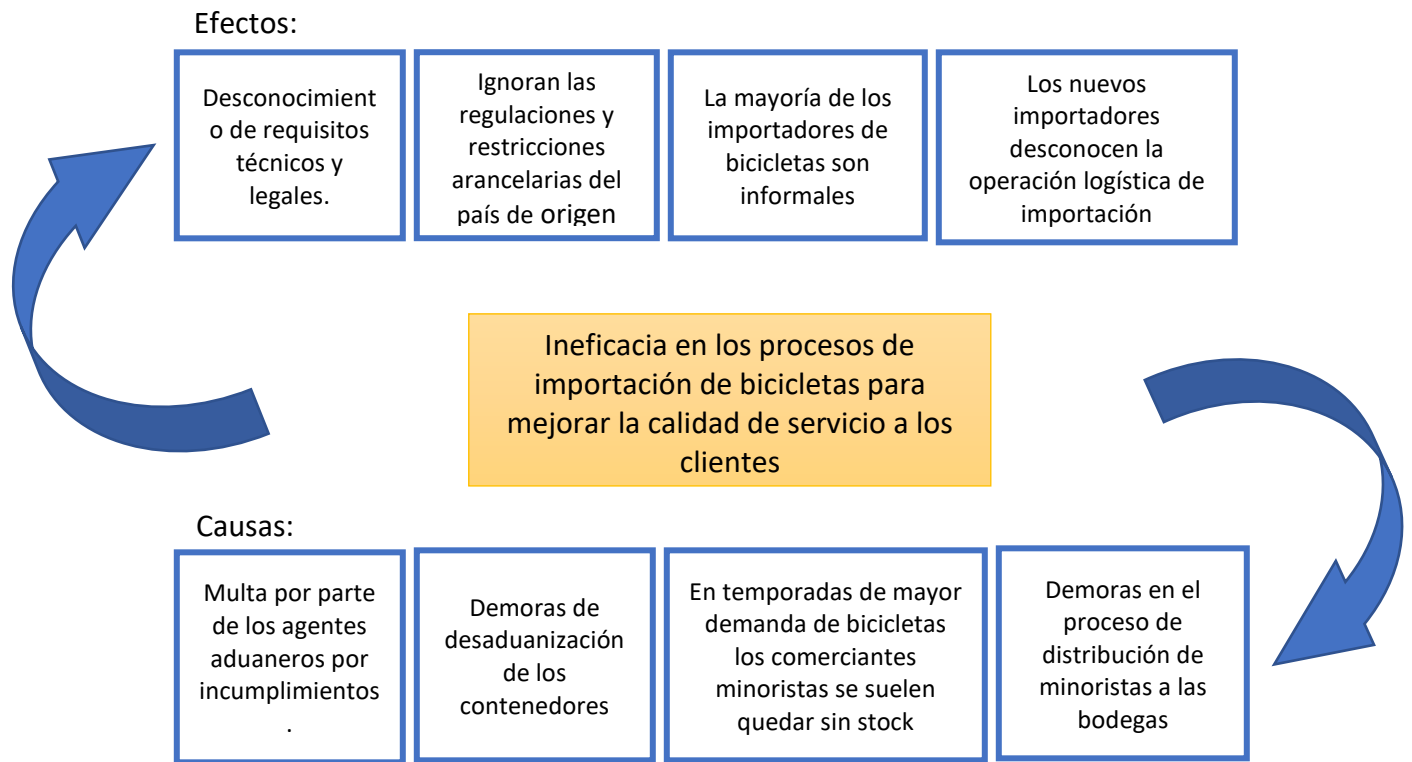 Efectos:
Desconocimient
o de requisitos
técnicos y
legales.
Ignoran las
regulaciones y
restricciones
arancelarias del
país de origen
La mayoría de los
importadores de
bicicletas son
informales
Los nuevos
importadores
desconocen la
operación logística de
importación
Ineficacia en los procesos de
importación de bicicletas para
mejorar la calidad de servicio a los
clientes
Causas:
Multa por parte
de los agentes
aduaneros por
incumplimientos
.
Demoras de
desaduanización
de los
contenedores
En temporadas de mayor
demanda de bicicletas
los comerciantes
minoristas se suelen
quedar sin stock
Demoras en el
proceso de
distribución de
minoristas a las
bodegas